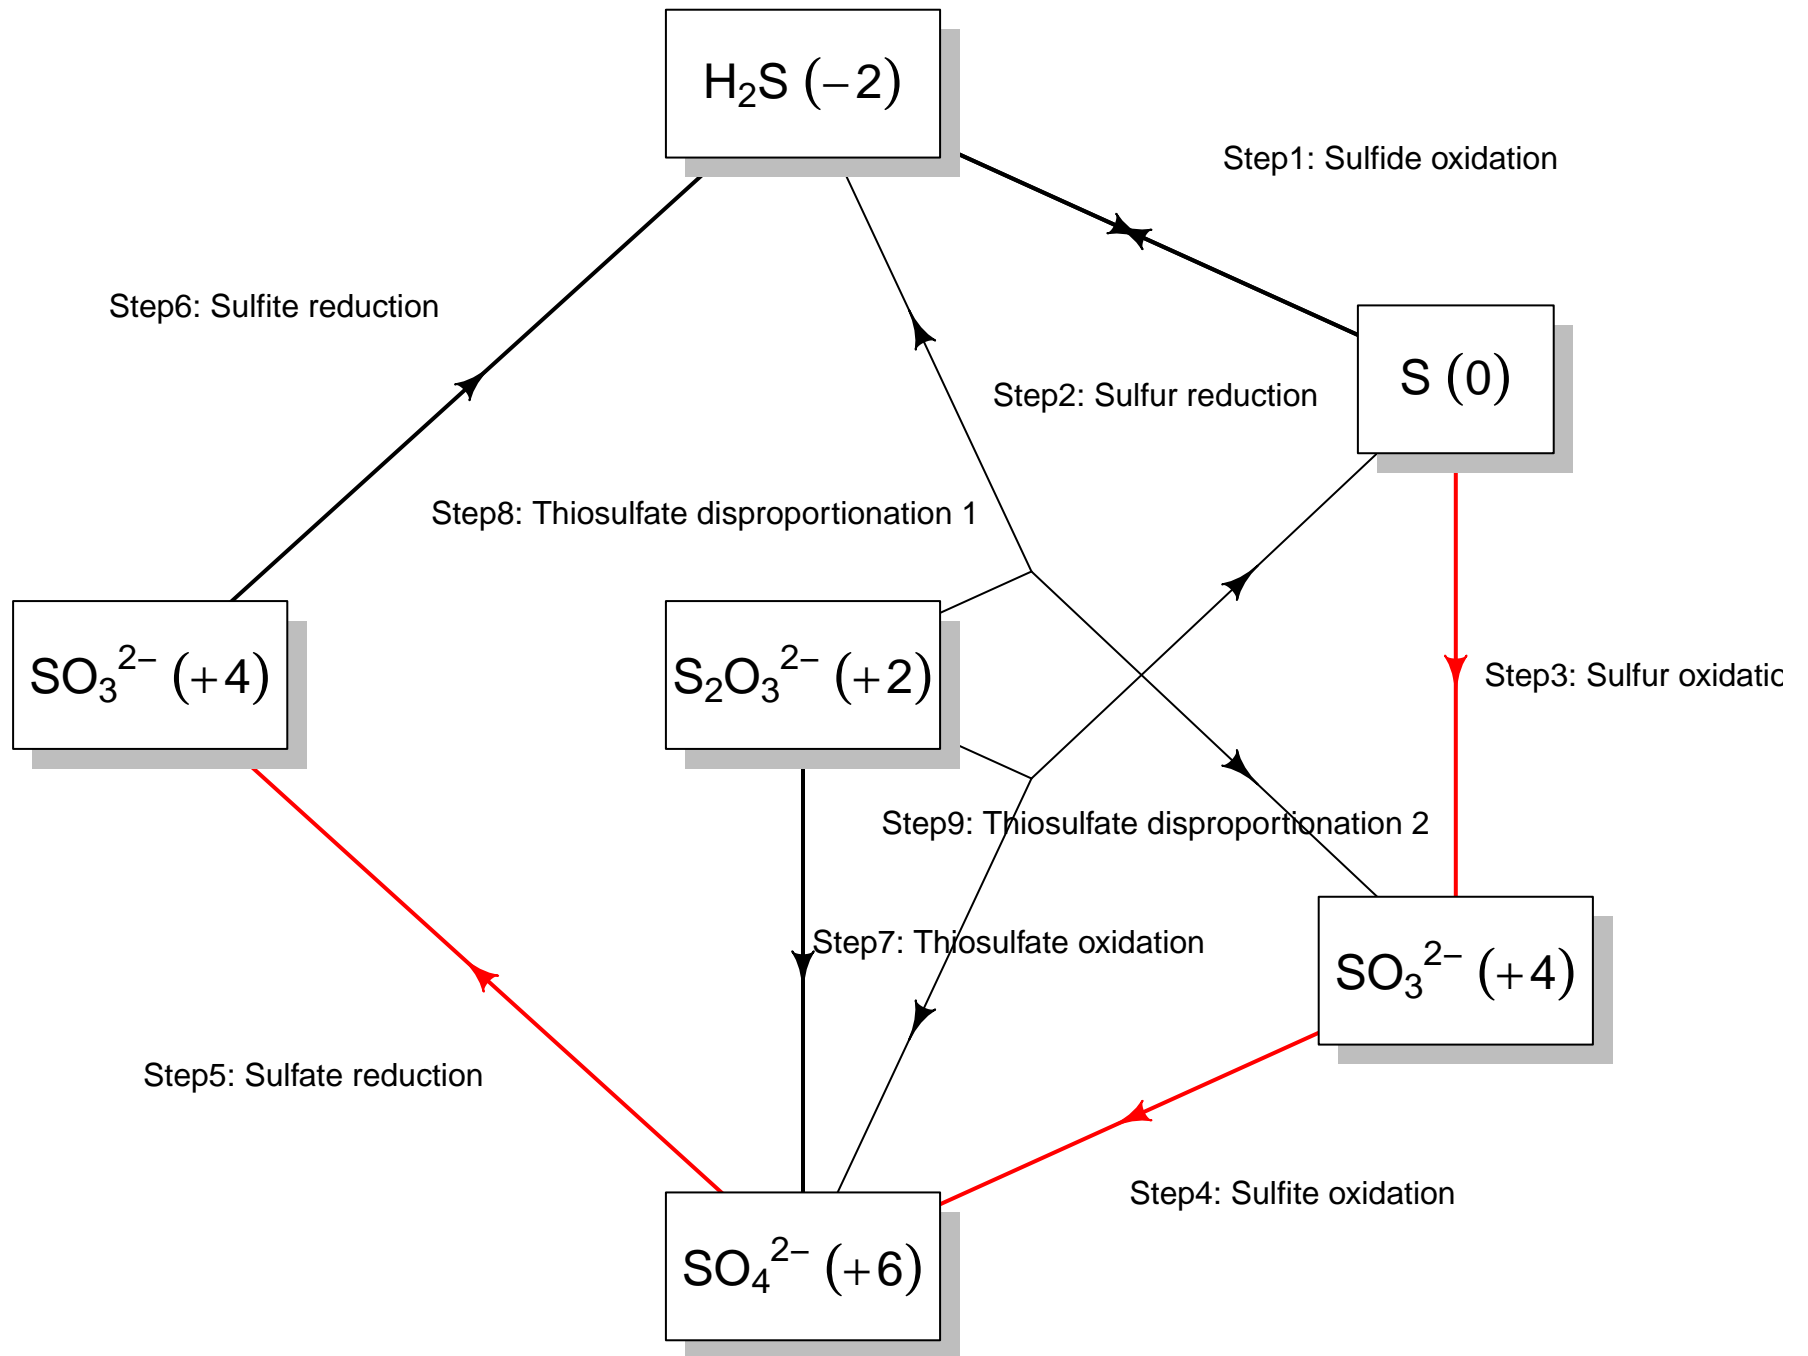 H₂S (−2)
Step1: Sulfide oxidation
Step6: Sulfite reduction
S (0)
Step2: Sulfur reduction
Step8: Thiosulfate disproportionation 1
SO₃²⁻ (+4)
S₂O₃²⁻ (+2)
Step3: Sulfur oxidatio
Step9: Thiosulfate disproportionation 2
Step7: Thiosulfate oxidation
SO₃²⁻ (+4)
Step5: Sulfate reduction
Step4: Sulfite oxidation
SO₄²⁻ (+6)